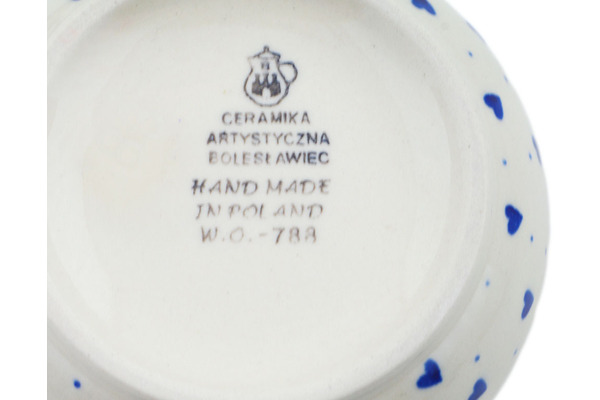 CERAMIKA
ARTYSTYCZNA
BOLESŁAWIEC
HAND MADE
IN POLAND
W.O.-788